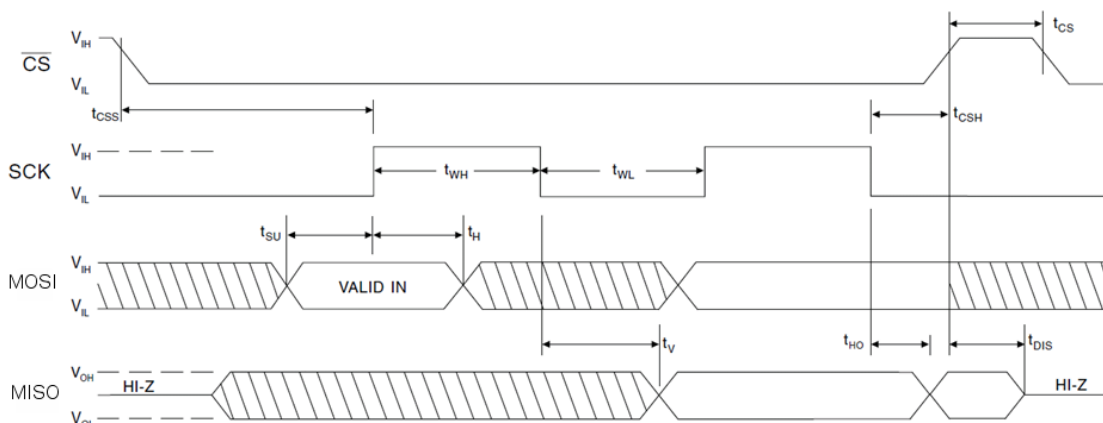 V_IH
t_CS
C̅S̅
V_IL
t_CSS
t_CSH
V_IH
SCK
t_WH
t_WL
V_IL
t_SU
t_H
V_IH
MOSI
VALID IN
V_IL
t_V
t_HO
t_DIS
V_OH
HI-Z
HI-Z
MISO